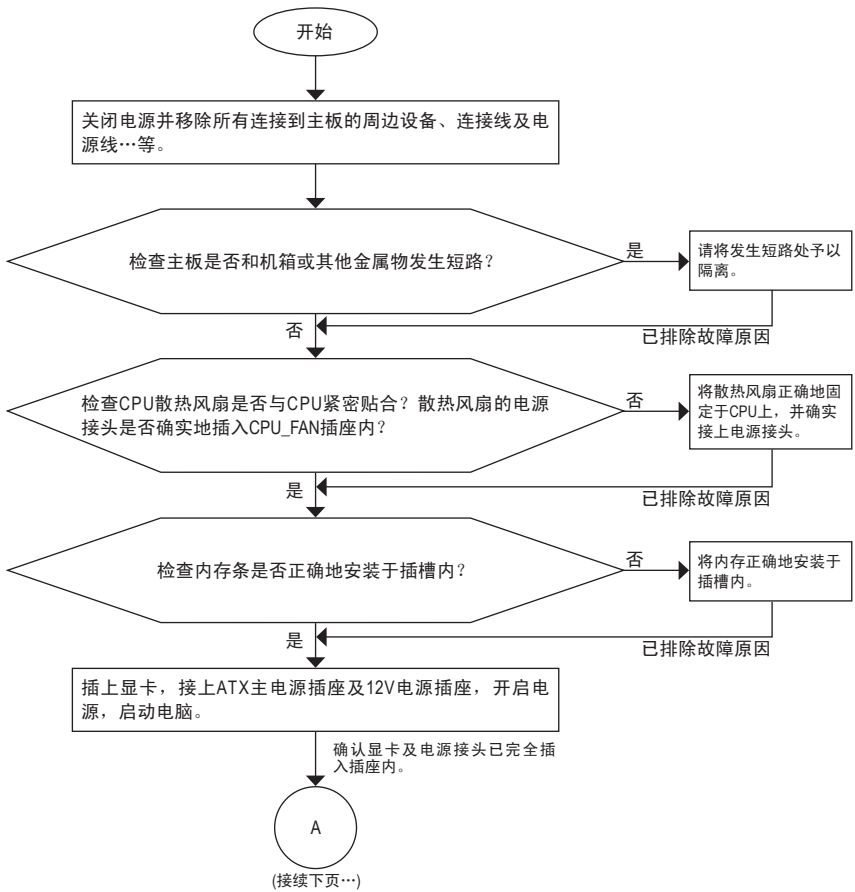 开始
关闭电源并移除所有连接到主板的周边设备、连接线及电
源线…等。
检查主板是否和机箱或其他金属物发生短路？
是
请将发生短路处予以
隔离。
否
已排除故障原因
检查CPU散热风扇是否与CPU紧密贴合？散热风扇的电源
接头是否确实地插入CPU_FAN插座内？
否
将散热风扇正确地固
定于CPU上，并确实
接上电源接头。
是
已排除故障原因
检查内存条是否正确地安装于插槽内？
否
将内存正确地安装于
插槽内。
是
已排除故障原因
插上显卡，接上ATX主电源插座及12V电源插座，开启电
源，启动电脑。
确认显卡及电源接头已完全插
入插座内。
A
(接续下页…)